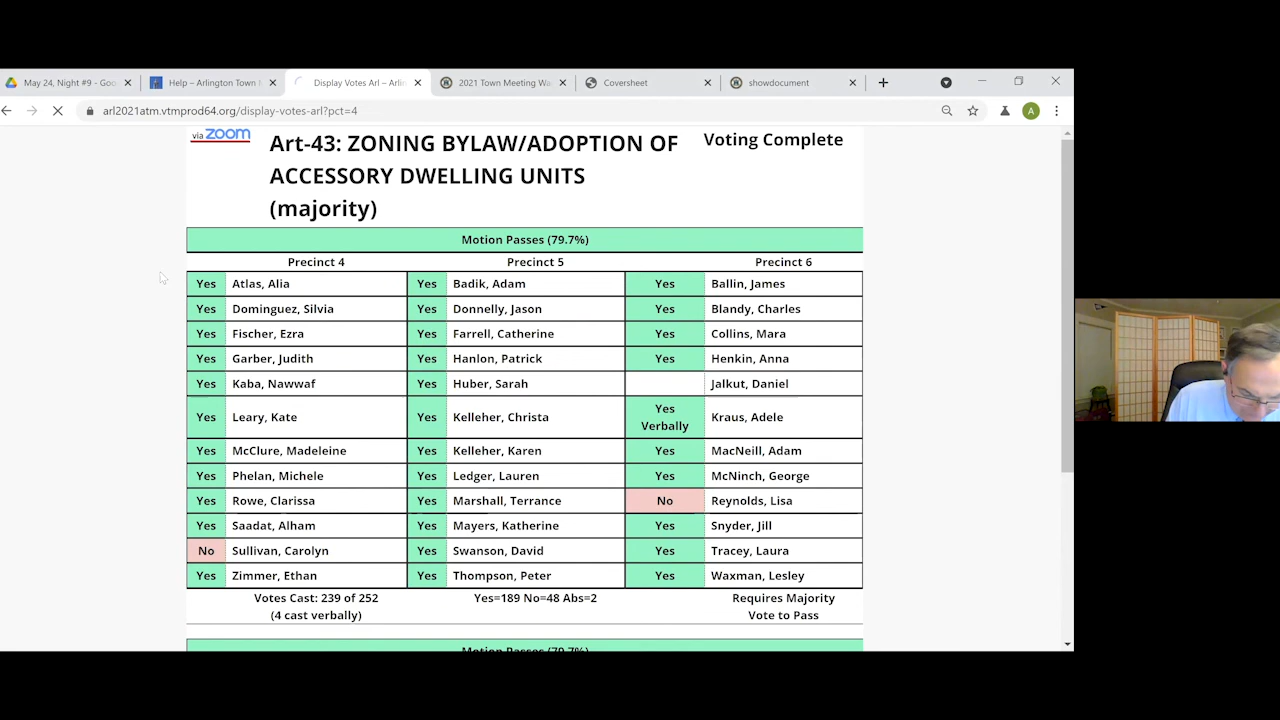 May 24, Night #9 - Goo
Help – Arlington Town
Display Votes Arl – Arlin
2021 Town Meeting Wa
Coversheet
showdocument
arl2021atm.vtmprod64.org/display-votes-arl?pct=4
A
via zoom
Art-43: ZONING BYLAW/ADOPTION OF
ACCESSORY DWELLING UNITS
(majority)
Voting Complete
Motion Passes (79.7%)
Precinct 4 Precinct 5 Precinct 6
Yes Atlas, Alia Yes Badik, Adam Yes Ballin, James
Yes Dominguez, Silvia Yes Donnelly, Jason Yes Blandy, Charles
Yes Fischer, Ezra Yes Farrell, Catherine Yes Collins, Mara
Yes Garber, Judith Yes Hanlon, Patrick Yes Henkin, Anna
Yes Kaba, Nawwaf Yes Huber, Sarah Jalkut, Daniel
Yes Leary, Kate Yes Kelleher, Christa Yes Verbally Kraus, Adele
Yes McClure, Madeleine Yes Kelleher, Karen Yes MacNeill, Adam
Yes Phelan, Michele Yes Ledger, Lauren Yes McNinch, George
Yes Rowe, Clarissa Yes Marshall, Terrance No Reynolds, Lisa
Yes Saadat, Alham Yes Mayers, Katherine Yes Snyder, Jill
No Sullivan, Carolyn Yes Swanson, David Yes Tracey, Laura
Yes Zimmer, Ethan Yes Thompson, Peter Yes Waxman, Lesley
Votes Cast: 239 of 252 Yes=189 No=48 Abs=2 Requires Majority
(4 cast verbally) Vote to Pass
Motion Passes (79.7%)